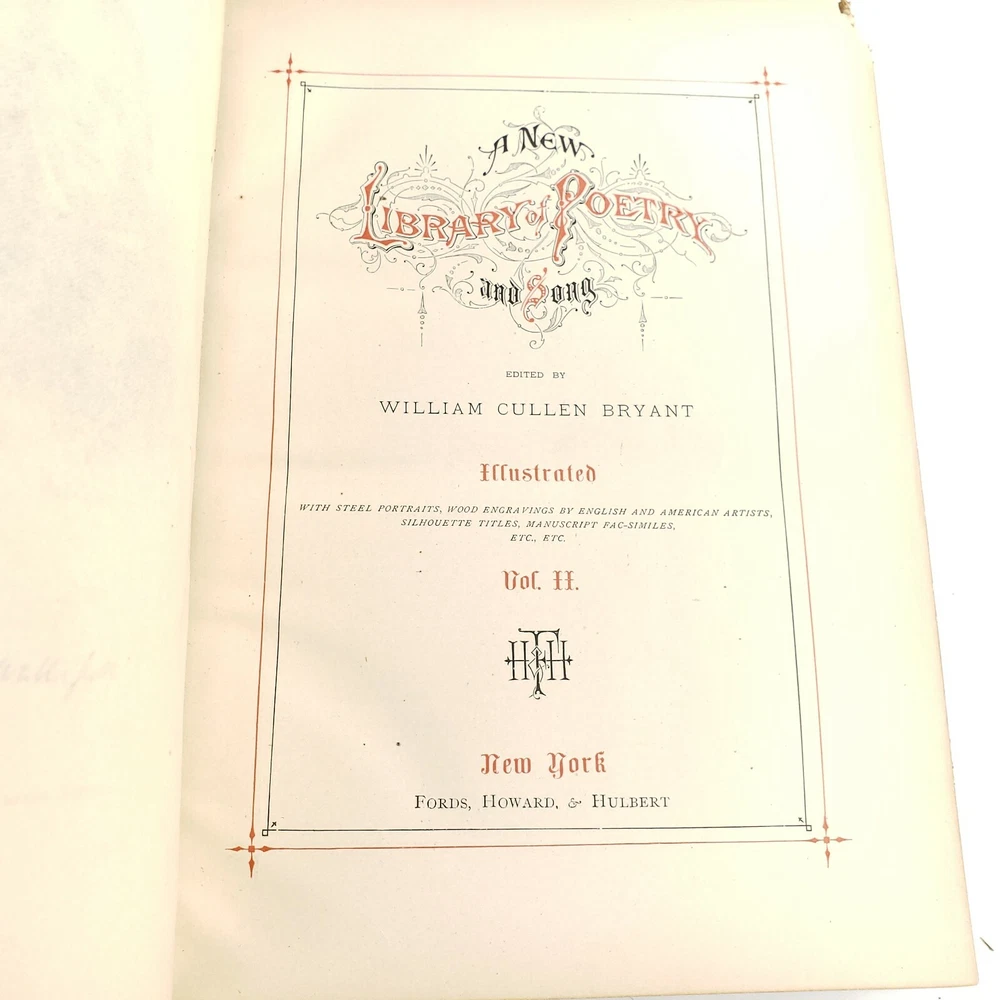 A NEW
LIBRARY of POETRY
and Song
EDITED BY
WILLIAM CULLEN BRYANT
Illustrated
WITH STEEL PORTRAITS, WOOD ENGRAVINGS BY ENGLISH AND AMERICAN ARTISTS,
SILHOUETTE TITLES, MANUSCRIPT FAC-SIMILES,
ETC., ETC.
Vol. II.
New York
FORDS, HOWARD, & HULBERT